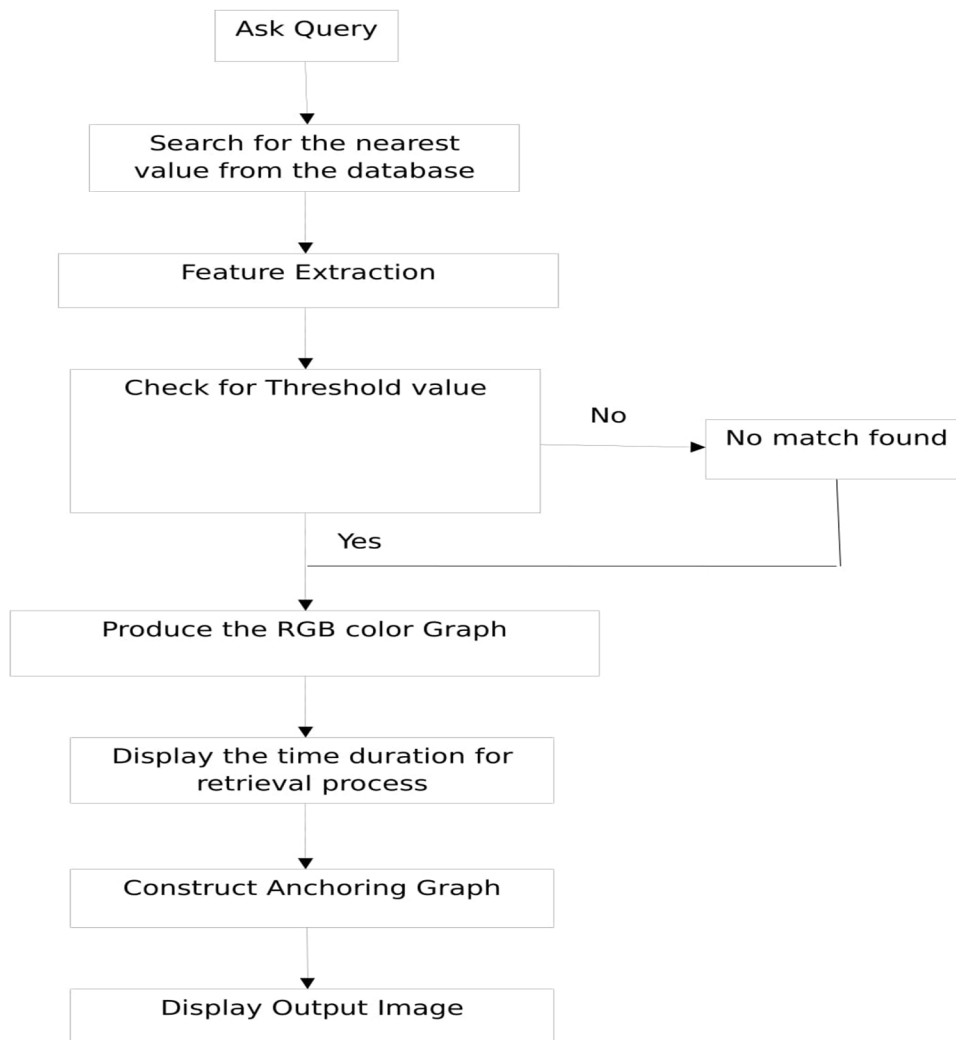 Ask Query
Search for the nearest
value from the database
Feature Extraction
Check for Threshold value
No
No match found
Yes
Produce the RGB color Graph
Display the time duration for
retrieval process
Construct Anchoring Graph
Display Output Image